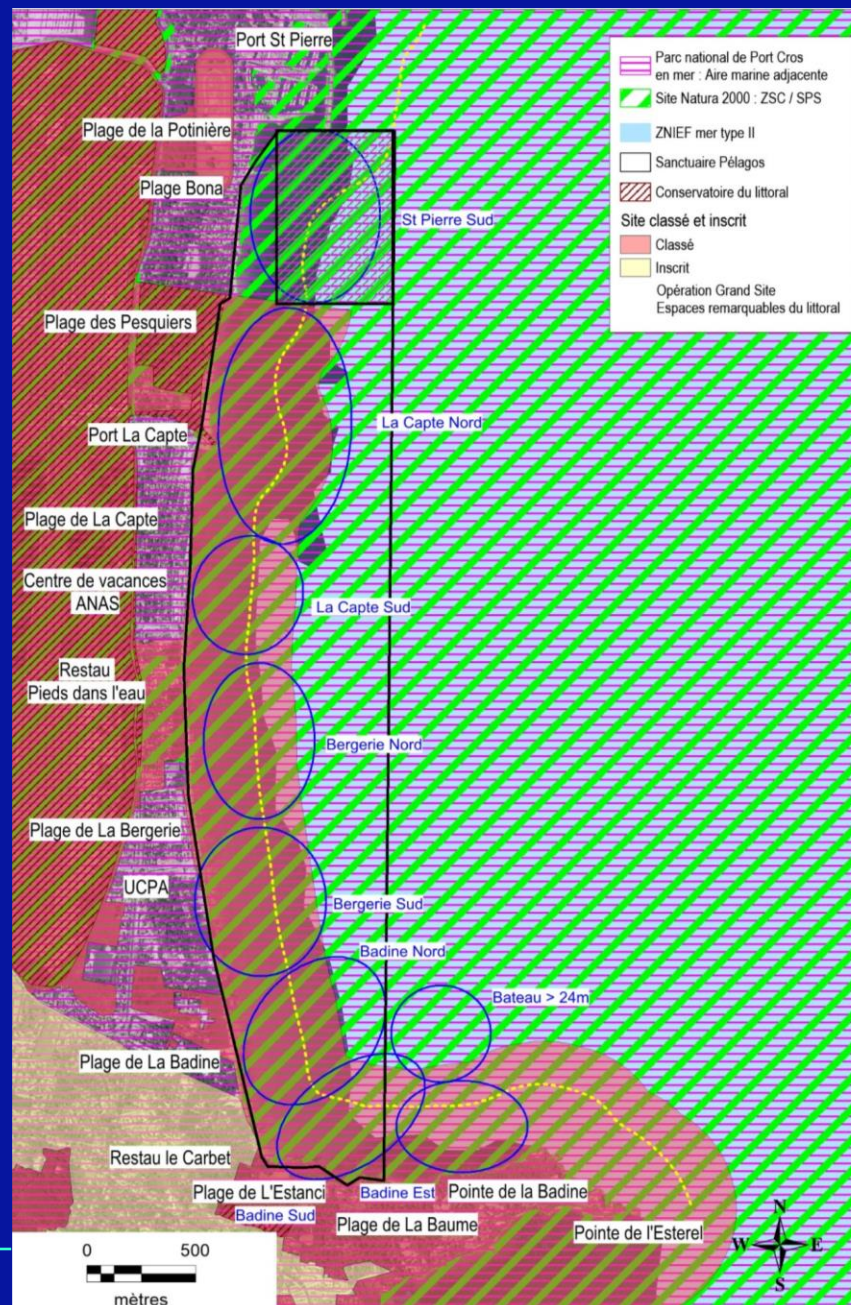 Port St Pierre
Plage de la Potinière
Plage Bona
St Pierre Sud
Plage des Pesquiers
La Capte Nord
Port La Capte
Plage de La Capte
Centre de vacances
ANAS
La Capte Sud
Restau
Pieds dans l'eau
Bergerie Nord
Plage de La Bergerie
UCPA
Bergerie Sud
Badine Nord
Bateau > 24m
Plage de La Badine
Restau le Carbet
Plage de L'Estanci
Badine Sud
Badine Est
Pointe de la Badine
Plage de La Baume
Pointe de l'Esterel
Parc national de Port Cros
en mer : Aire marine adjacente
Site Natura 2000 : ZSC / SPS
ZNIEF mer type II
Sanctuaire Pélagos
Conservatoire du littoral
Site classé et inscrit
Classé
Inscrit
Opération Grand Site
Espaces remarquables du littoral
N
W E
S
0 500
mètres